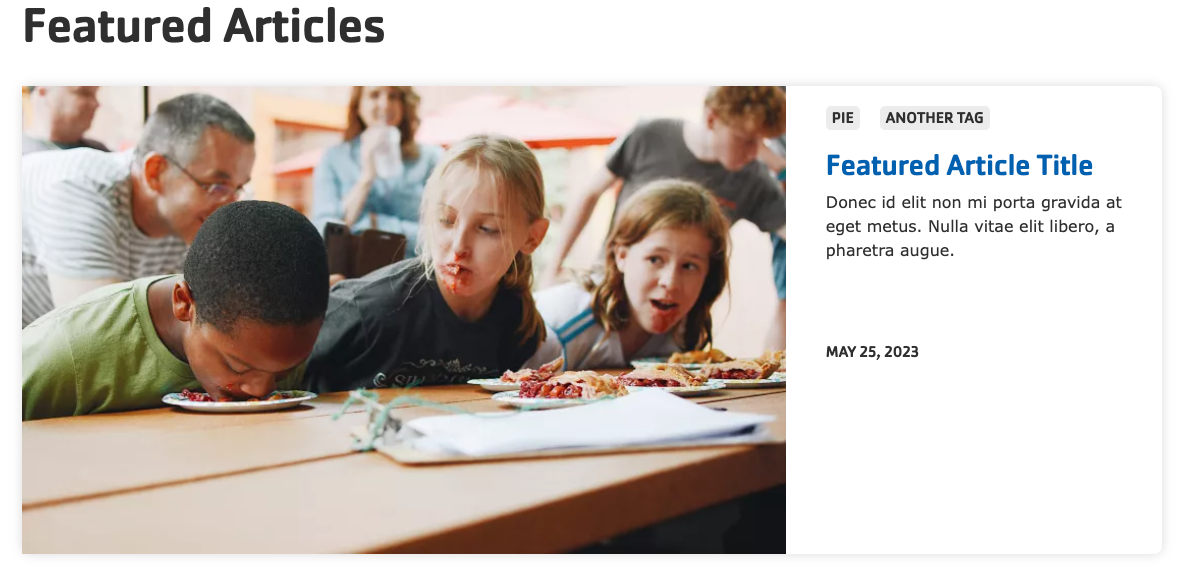 Featured Articles
PIE ANOTHER TAG
Featured Article Title
Donec id elit non mi porta gravida at
eget metus. Nulla vitae elit libero, a
pharetra augue.
MAY 25, 2023